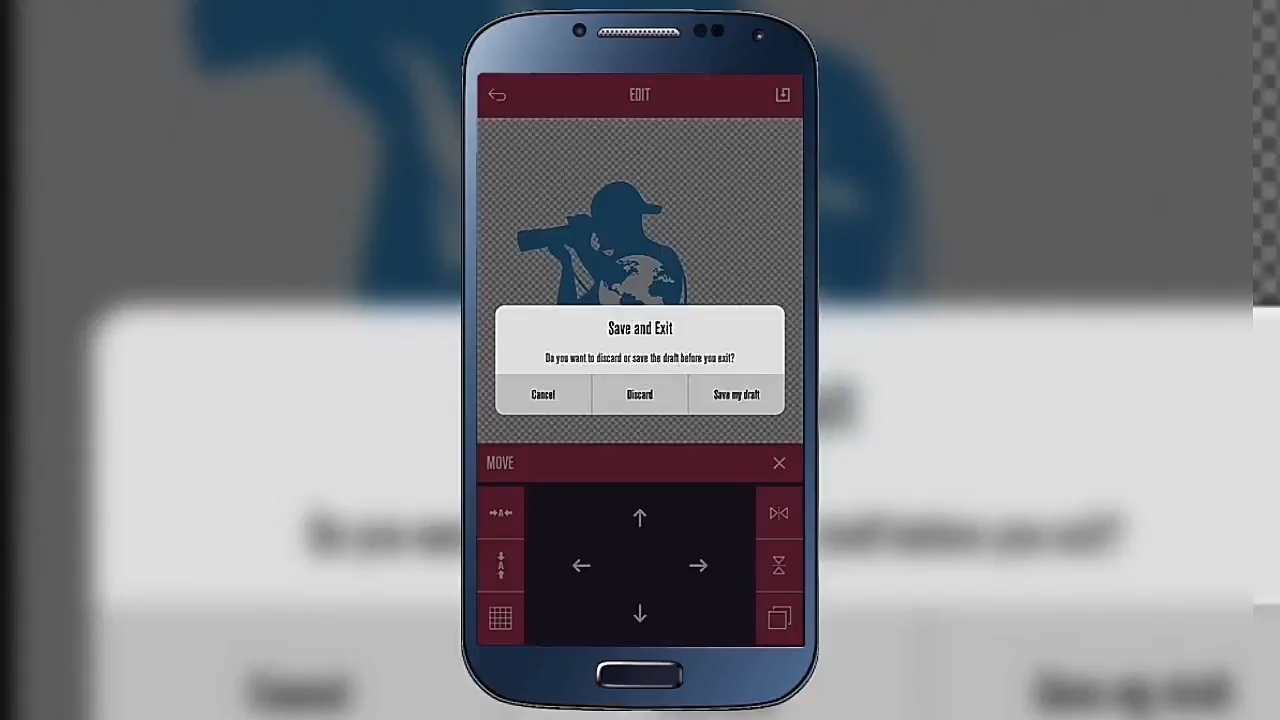 EDIT
Save and Exit
Do you want to discard or save the draft before you exit?
Cancel
Discard
Save my draft
MOVE
A
A